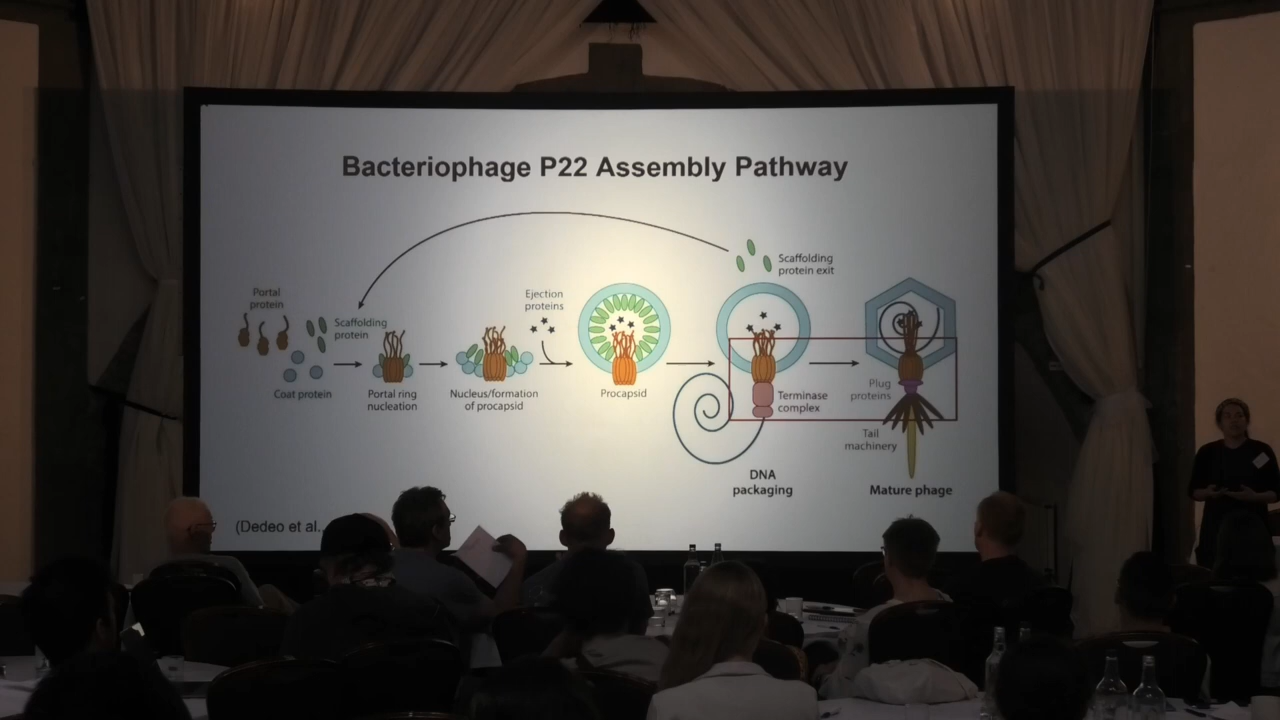 Bacteriophage P22 Assembly Pathway
Scaffolding
protein exit
Portal
protein
Ejection
proteins
Scaffolding
protein
Coat protein
Portal ring
nucleation
Nucleus/formation
of procapsid
Procapsid
Terminase
complex
Plug
proteins
Tail
machinery
DNA
packaging
Mature phage
(Dedeo et al.